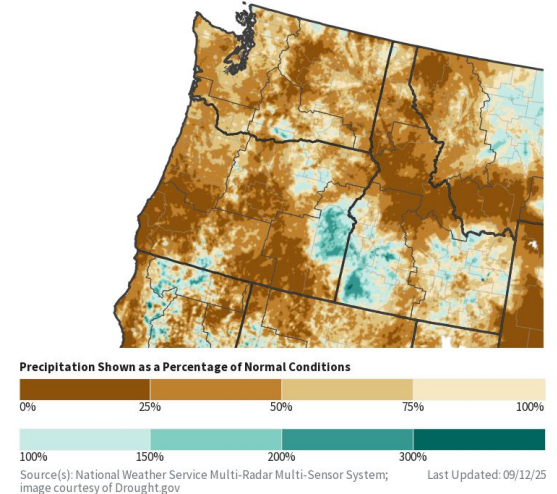 Precipitation Shown as a Percentage of Normal Conditions
0% 25% 50% 75% 100%
100% 150% 200% 300%
Source(s): National Weather Service Multi-Radar Multi-Sensor System; Last Updated: 09/12/25
image courtesy of Drought.gov